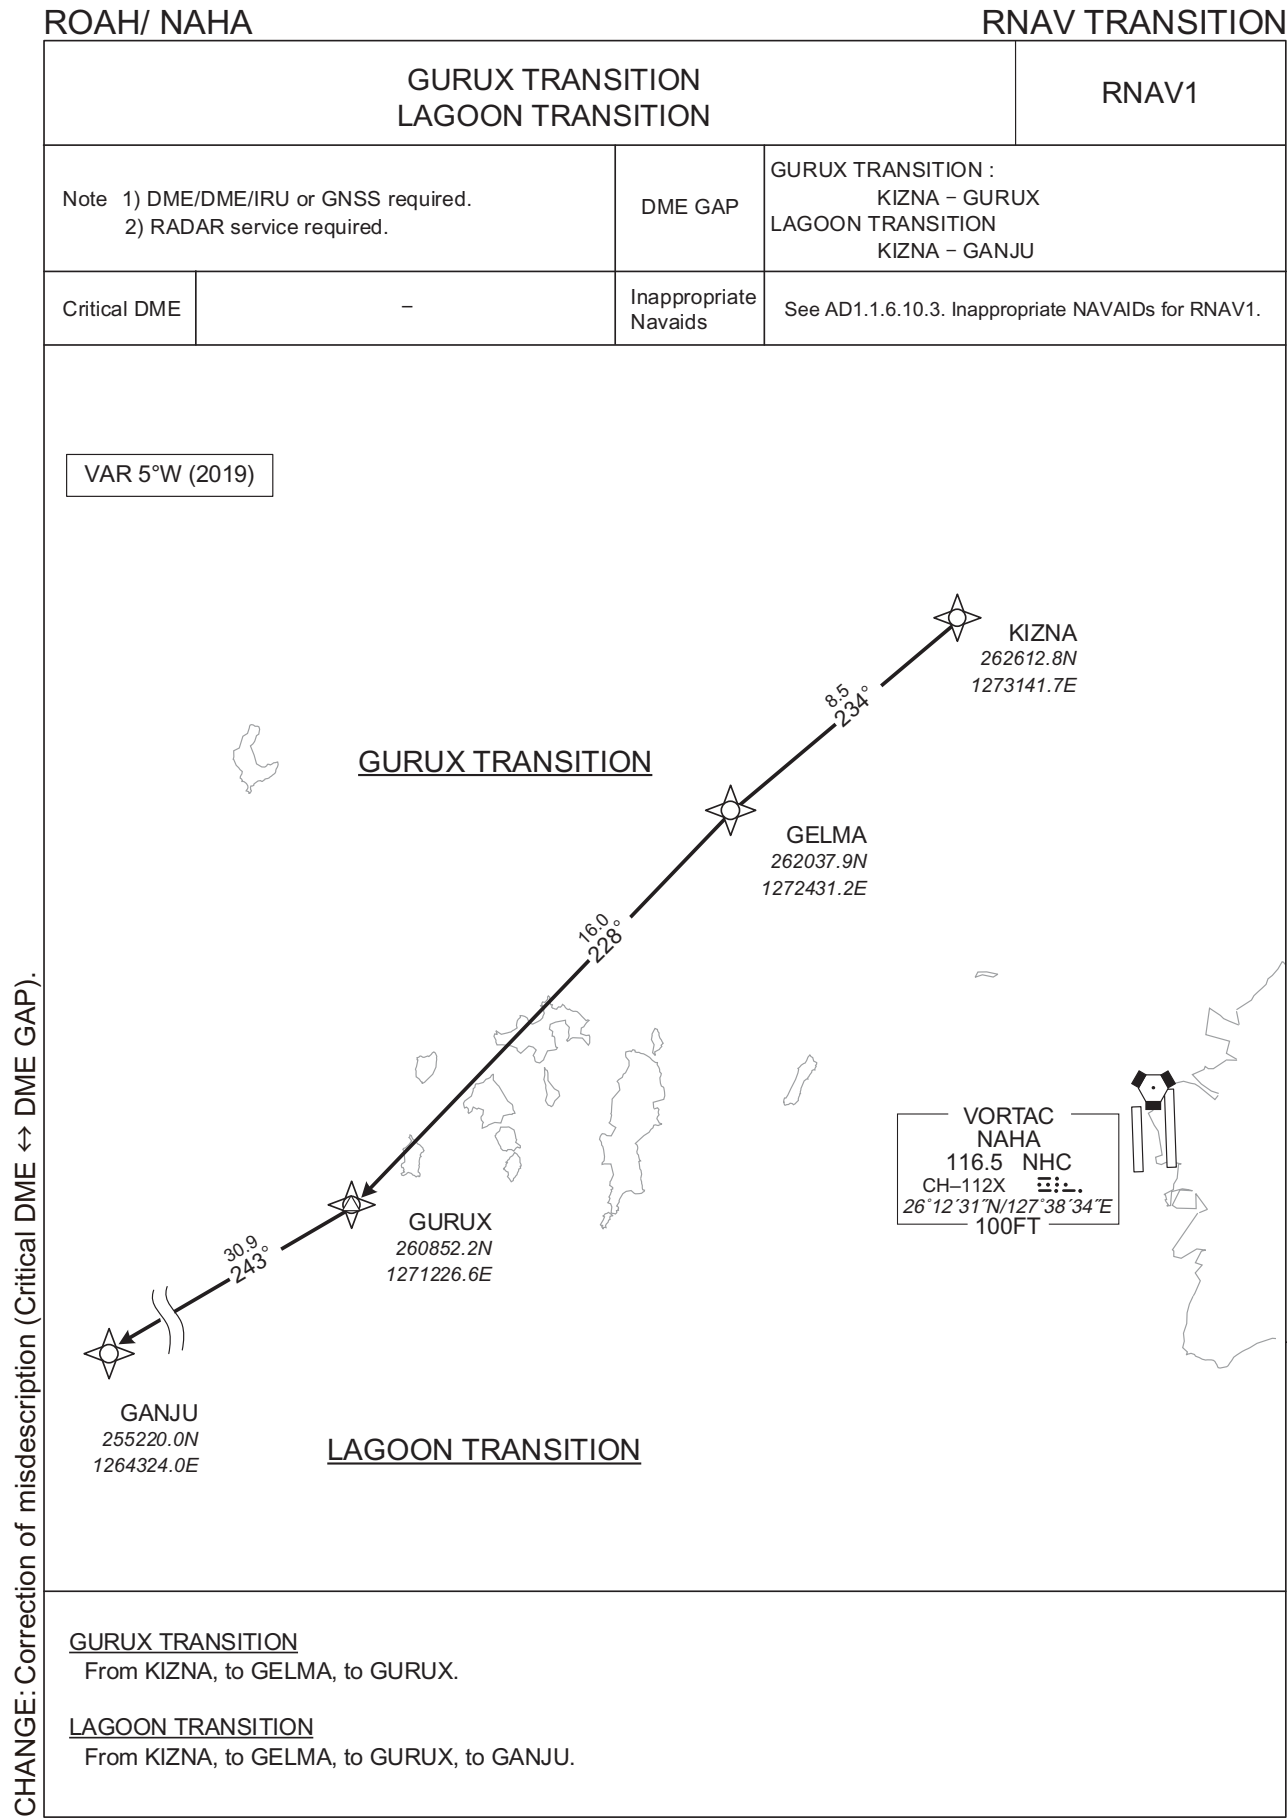 ROAH/ NAHA
RNAV TRANSITION
GURUX TRANSITION
LAGOON TRANSITION
RNAV1
Note 1) DME/DME/IRU or GNSS required.
2) RADAR service required.
DME GAP
GURUX TRANSITION :
KIZNA − GURUX
LAGOON TRANSITION
KIZNA − GANJU
Critical DME
−
Inappropriate
Navaids
See AD1.1.6.10.3. Inappropriate NAVAIDs for RNAV1.
VAR 5°W (2019)
KIZNA
262612.8N
1273141.7E
8.5
234°
GURUX TRANSITION
GELMA
262037.9N
1272431.2E
16.0
228°
VORTAC
NAHA
116.5 NHC
CH–112X
26°12´31˝N/127°38´34˝E
100FT
GURUX
260852.2N
1271226.6E
30.9
243°
GANJU
255220.0N
1264324.0E
LAGOON TRANSITION
GURUX TRANSITION
From KIZNA, to GELMA, to GURUX.
LAGOON TRANSITION
From KIZNA, to GELMA, to GURUX, to GANJU.
CHANGE: Correction of misdescription (Critical DME ↔ DME GAP).